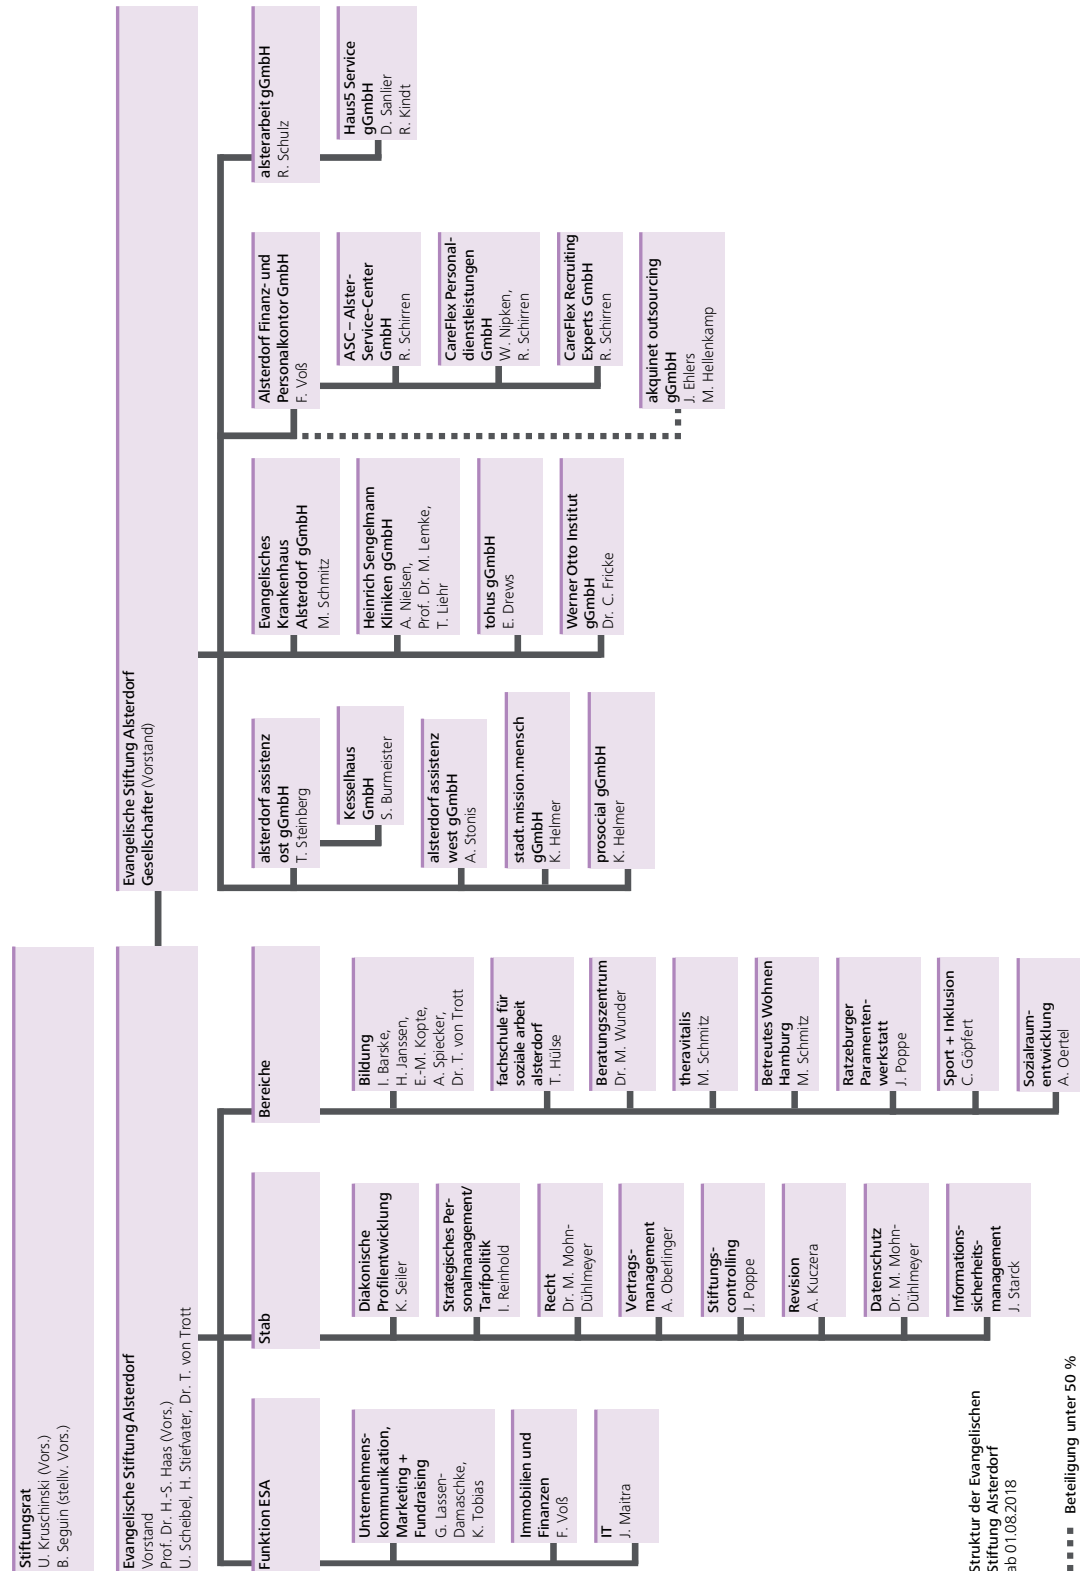 Stiftungsrat
U. Kruschinski (Vors.)
B. Seguin (stellv. Vors.)
Evangelische Stiftung Alsterdorf
Vorstand
Prof. Dr. H.-S. Haas (Vors.)
U. Scheibel, H. Stiefvater, Dr. T. von Trott
Evangelische Stiftung Alsterdorf
Gesellschafter (Vorstand)
Funktion ESA
Unternehmens-
kommunikation,
Marketing +
Fundraising
G. Lassen-
Damaschke,
K. Tobias
Immobilien und
Finanzen
F. Voß
IT
J. Maitra
Stab
Diakonische
Profilentwicklung
K. Seiler
Strategisches Per-
sonalmanagement/
Tarifpolitik
I. Reinhold
Recht
Dr. M. Mohn-
Dühlmeyer
Vertrags-
management
A. Oberlinger
Stiftungs-
controlling
J. Poppe
Revision
A. Kuczera
Datenschutz
Dr. M. Mohn-
Dühlmeyer
Informations-
sicherheits-
management
J. Starck
Bereiche
Bildung
I. Barske,
H. Janssen,
E.-M. Kopte,
A. Spiecker,
Dr. T. von Trott
fachschule für
soziale arbeit
alsterdorf
T. Hülse
Beratungszentrum
Dr. M. Wunder
theravitalis
M. Schmitz
Betreutes Wohnen
Hamburg
M. Schmitz
Ratzeburger
Paramenten-
werkstatt
J. Poppe
Sport + Inklusion
C. Göpfert
Sozialraum-
entwicklung
A. Oertel
alsterdorf assistenz
ost gGmbH
T. Steinberg
Kesselhaus
GmbH
S. Burmeister
alsterdorf assistenz
west gGmbH
A. Stonis
stadt.mission.mensch
gGmbH
K. Helmer
prosocial gGmbH
K. Helmer
Evangelisches
Krankenhaus
Alsterdorf gGmbH
M. Schmitz
Heinrich Sengelmann
Kliniken gGmbH
A. Nielsen,
Prof. Dr. M. Lemke,
T. Liehr
tohus gGmbH
E. Drews
Werner Otto Institut
gGmbH
Dr. C. Fricke
Alsterdorf Finanz- und
Personalkontor GmbH
F. Voß
ASC – Alster-
Service-Center
GmbH
R. Schirren
CareFlex Personal-
dienstleistungen
GmbH
W. Nipken,
R. Schirren
CareFlex Recruiting
Experts GmbH
R. Schirren
akquinet outsourcing
gGmbH
J. Ehlers
M. Hellenkamp
alsterarbeit gGmbH
R. Schulz
Haus5 Service
gGmbH
D. Sanlier
R. Kindt
Struktur der Evangelischen
Stiftung Alsterdorf
ab 01.08.2018
Beteiligung unter 50 %